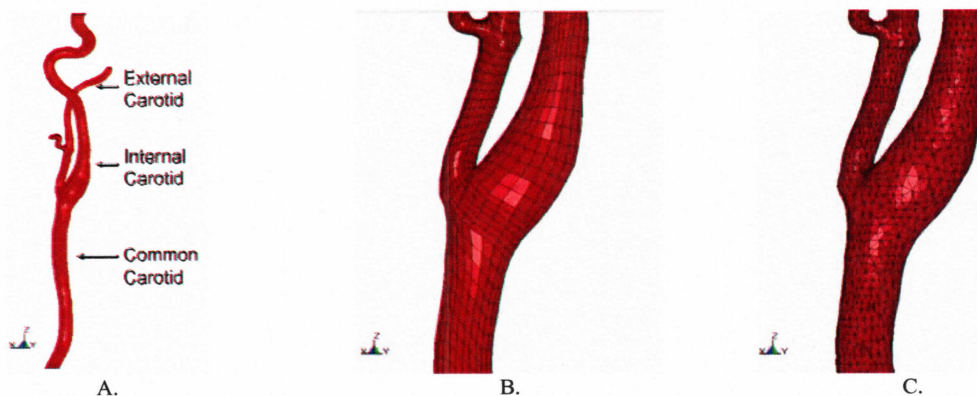 External
Carotid
Internal
Carotid
Common
Carotid
Z
X Y
Z
X Y
Z
X Y
A.
B.
C.